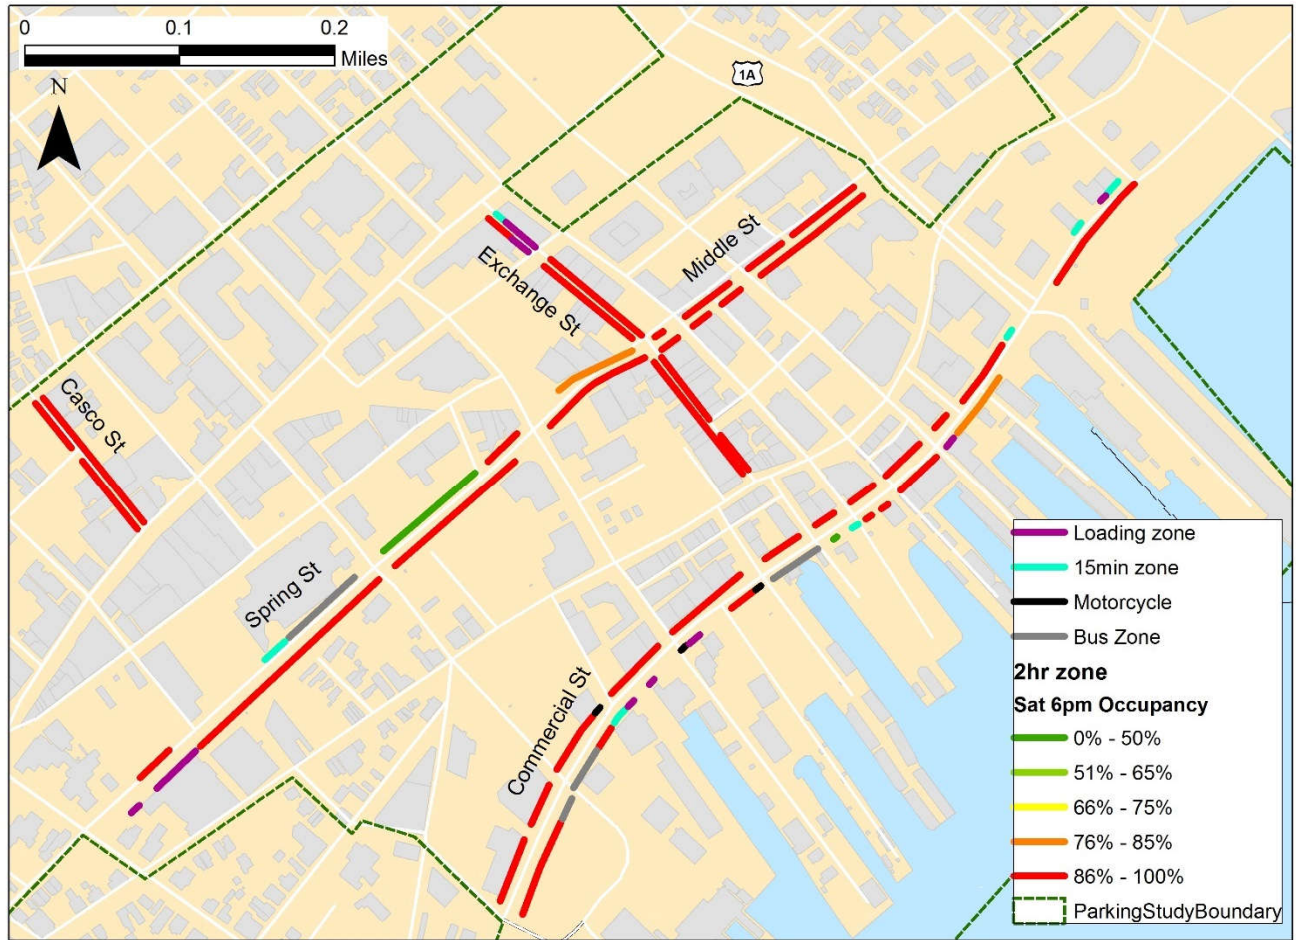 0 0.1 0.2
Miles
N
1A
Middle St
Exchange St
Casco St
Spring St
Commercial St
Loading zone
15min zone
Motorcycle
Bus Zone
2hr zone
Sat 6pm Occupancy
0% - 50%
51% - 65%
66% - 75%
76% - 85%
86% - 100%
ParkingStudyBoundary